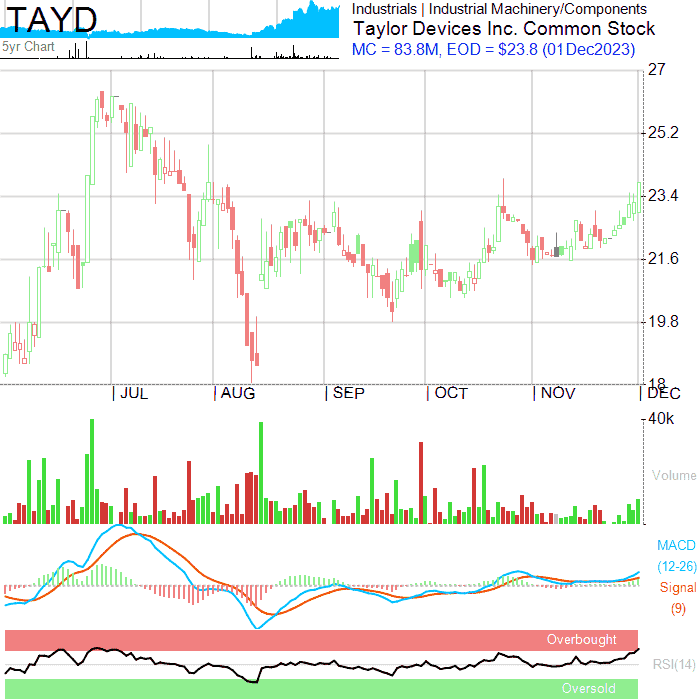 TAYD
5yr Chart
Industrials | Industrial Machinery/Components
Taylor Devices Inc. Common Stock
MC = 83.8M, EOD = $23.8 (01Dec2023)
27
25.2
23.4
21.6
19.8
18
| JUL | AUG | SEP | OCT | NOV | DEC
40k
Volume
MACD
(12-26)
Signal
(9)
Overbought
RSI(14)
Oversold